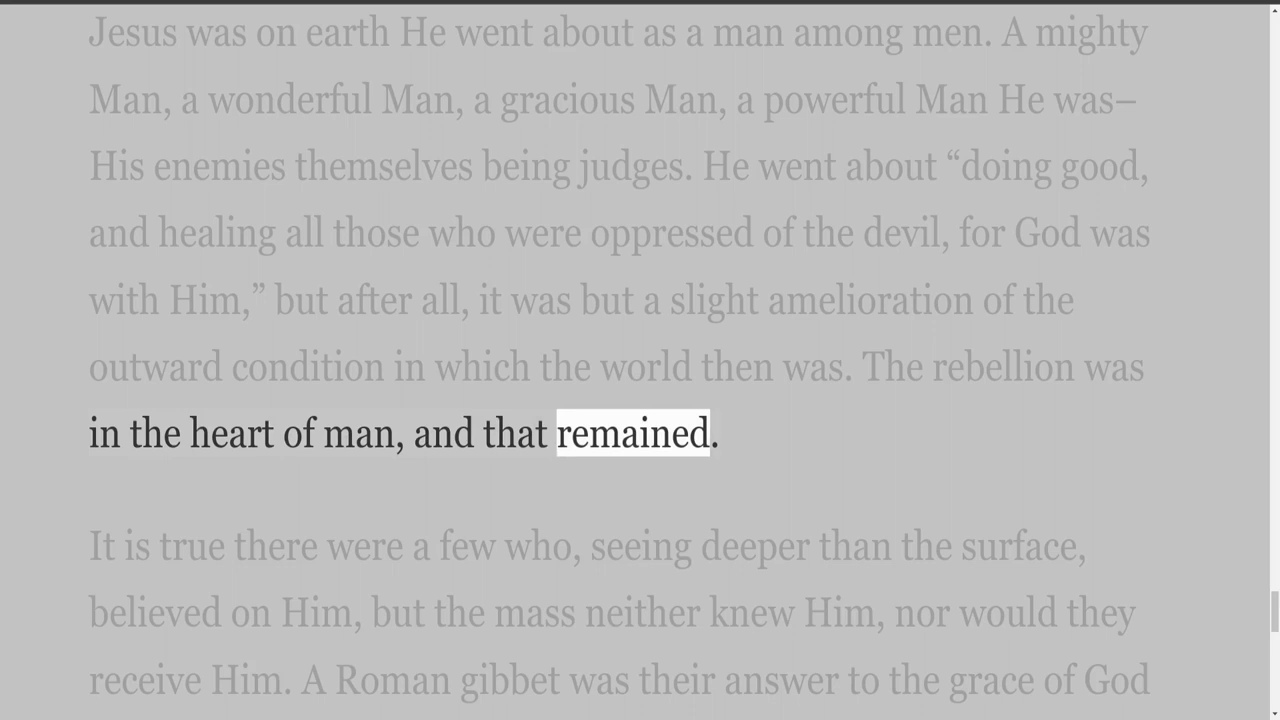 Jesus was on earth He went about as a man among men. A mighty
Man, a wonderful Man, a gracious Man, a powerful Man He was–
His enemies themselves being judges. He went about “doing good,
and healing all those who were oppressed of the devil, for God was
with Him,” but after all, it was but a slight amelioration of the
outward condition in which the world then was. The rebellion was
in the heart of man, and that remained.
It is true there were a few who, seeing deeper than the surface,
believed on Him, but the mass neither knew Him, nor would they
receive Him. A Roman gibbet was their answer to the grace of God